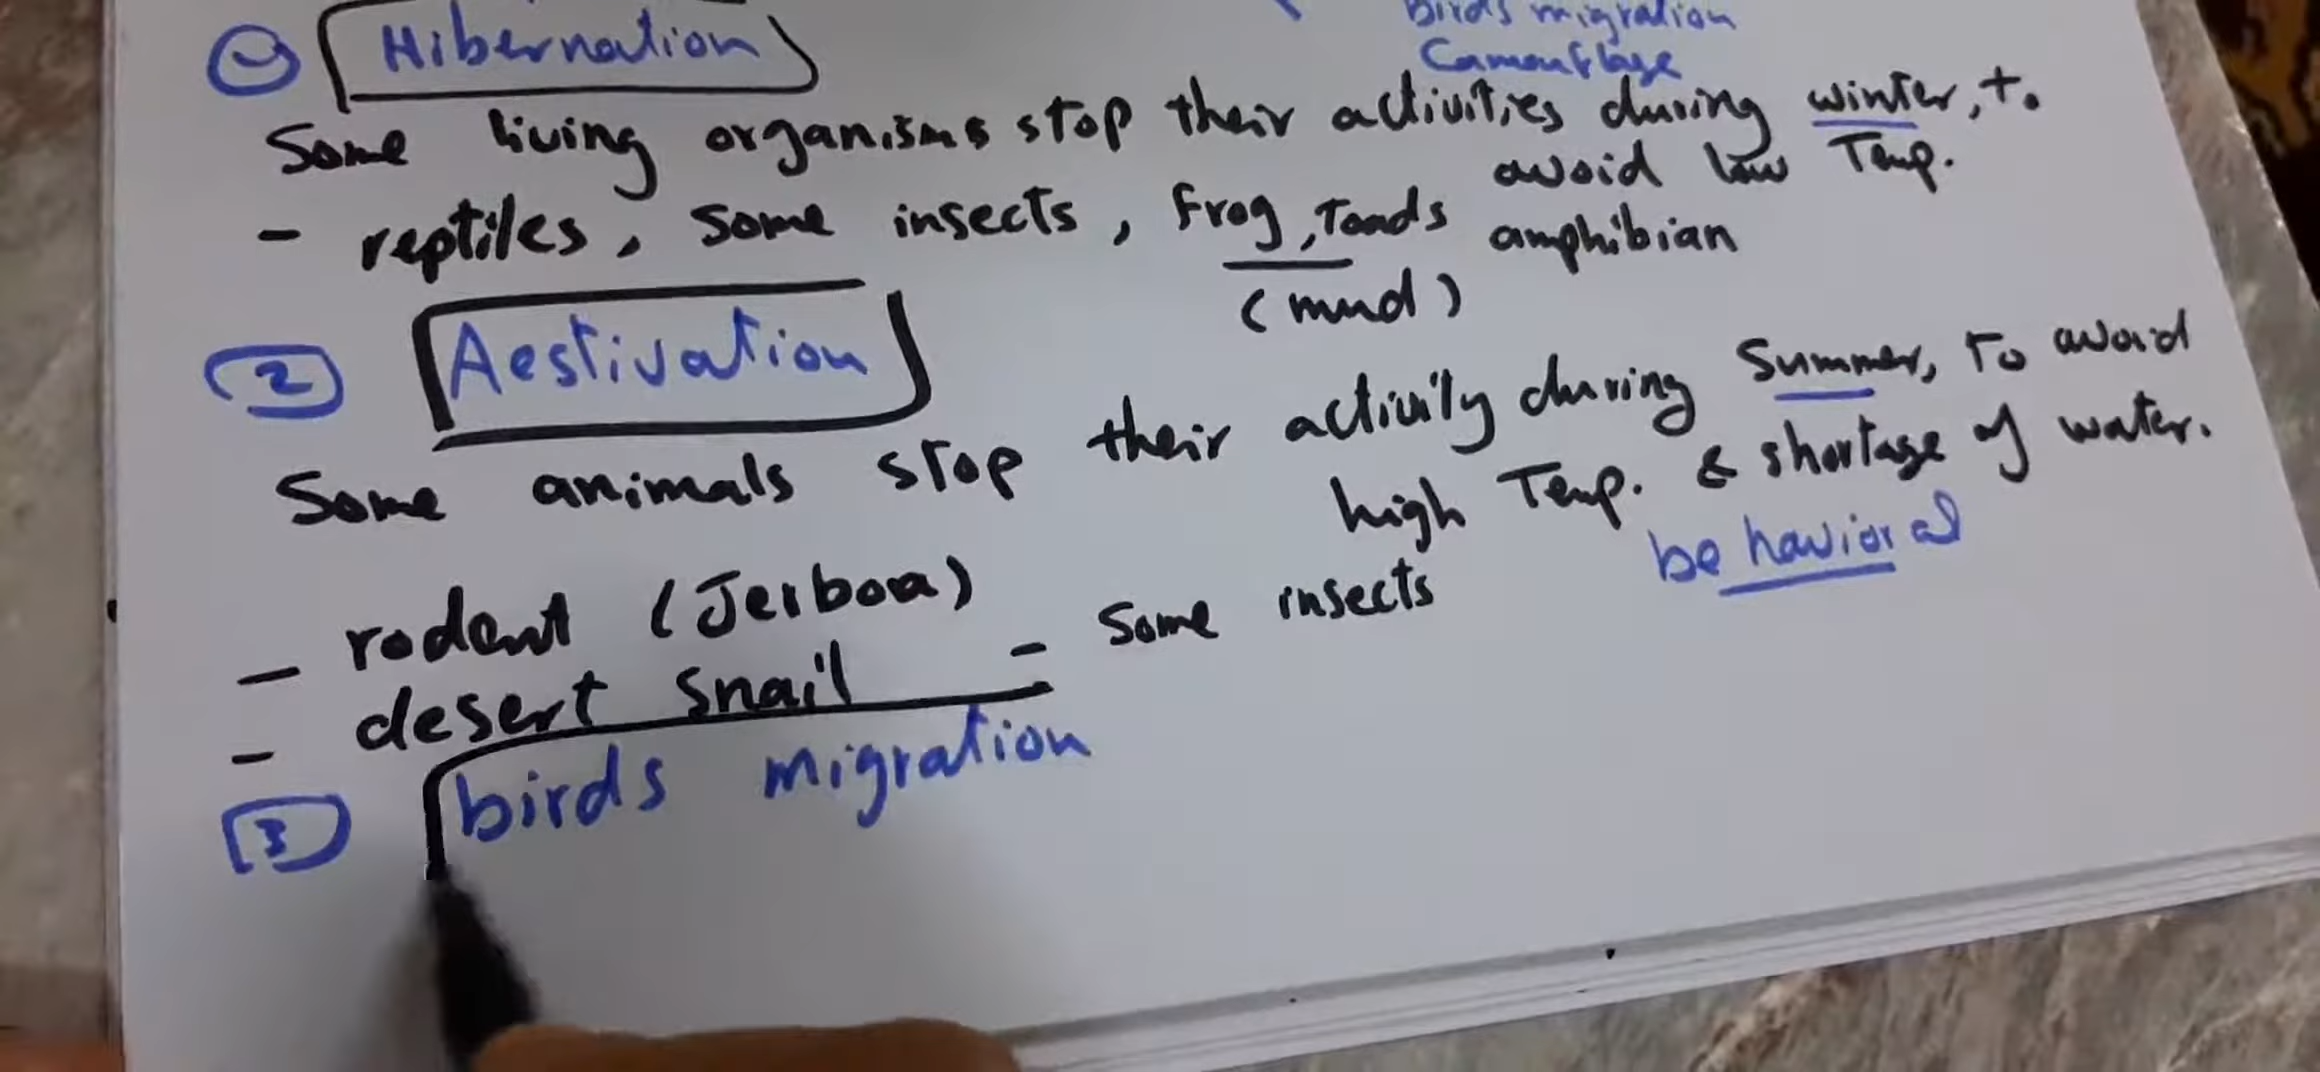 birds migration
Camouflage
1 Hibernation
Some living organisms stop their activities during winter, to
avoid low Temp.
- reptiles, some insects, frog, Toads amphibian
(mud)
2 Aestivation
Some animals stop their activity during Summer, To avoid
high Temp. & shortage of water.
behavioral
- rodent (Jerboa)
- some insects
- desert snail
3 birds migration